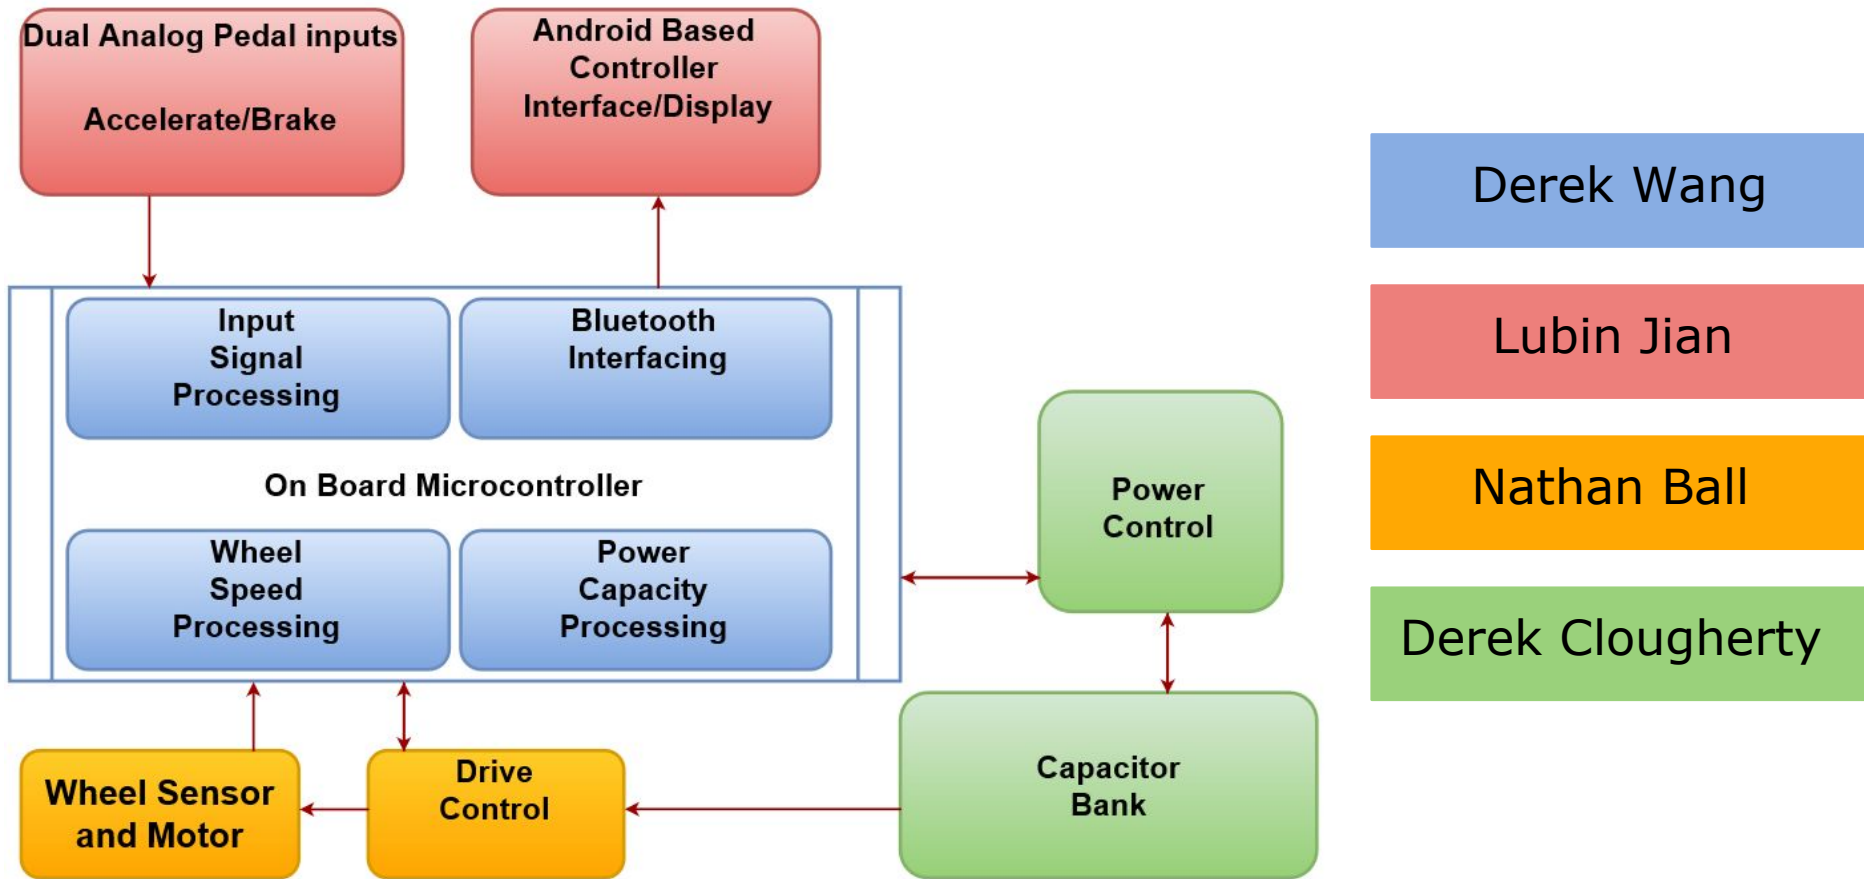 Dual Analog Pedal inputs
Accelerate/Brake
Android Based
Controller
Interface/Display
Input
Signal
Processing
Bluetooth
Interfacing
On Board Microcontroller
Wheel
Speed
Processing
Power
Capacity
Processing
Power
Control
Wheel Sensor
and Motor
Drive
Control
Capacitor
Bank
Derek Wang
Lubin Jian
Nathan Ball
Derek Clougherty